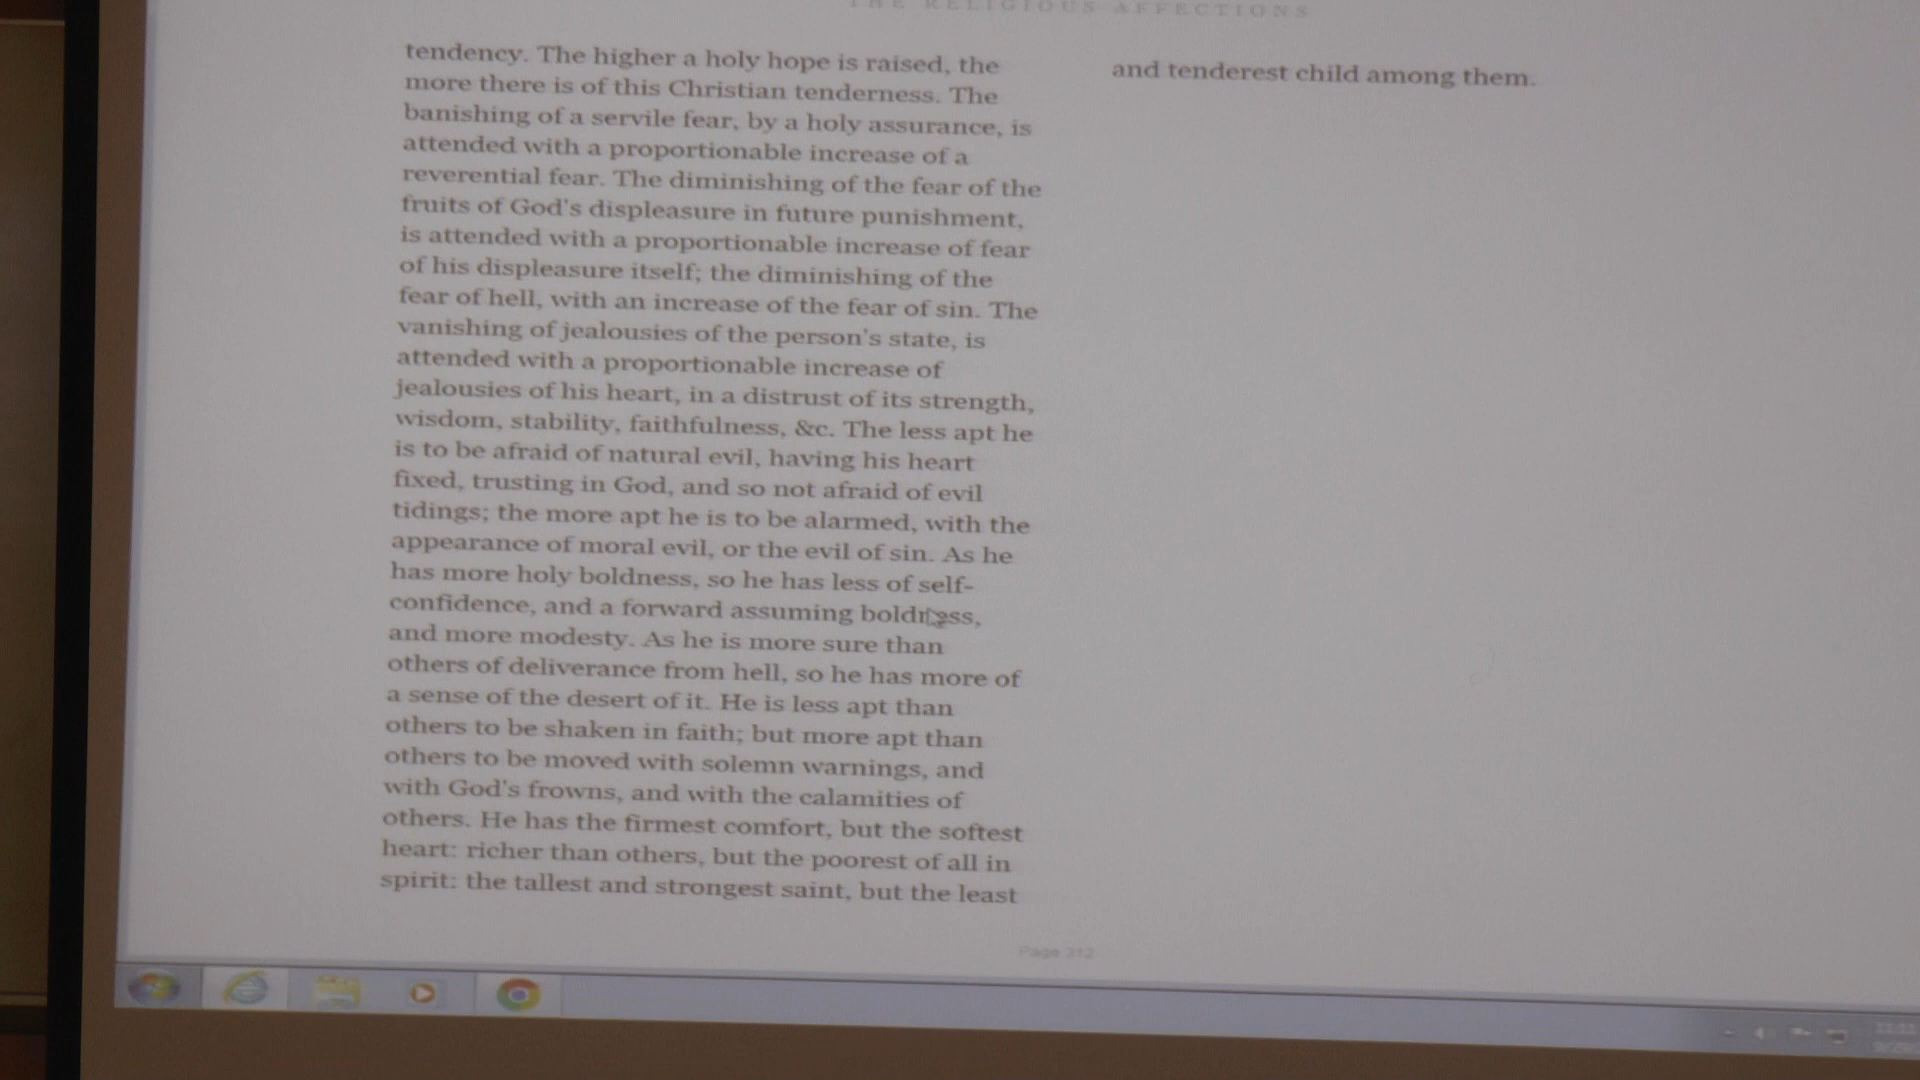 THE RELIGIOUS AFFECTIONS
tendency. The higher a holy hope is raised, the
more there is of this Christian tenderness. The
banishing of a servile fear, by a holy assurance, is
attended with a proportionable increase of a
reverential fear. The diminishing of the fear of the
fruits of God's displeasure in future punishment,
is attended with a proportionable increase of fear
of his displeasure itself; the diminishing of the
fear of hell, with an increase of the fear of sin. The
vanishing of jealousies of the person's state, is
attended with a proportionable increase of
jealousies of his heart, in a distrust of its strength,
wisdom, stability, faithfulness, &c. The less apt he
is to be afraid of natural evil, having his heart
fixed, trusting in God, and so not afraid of evil
tidings; the more apt he is to be alarmed, with the
appearance of moral evil, or the evil of sin. As he
has more holy boldness, so he has less of self-
confidence, and a forward assuming boldness,
and more modesty. As he is more sure than
others of deliverance from hell, so he has more of
a sense of the desert of it. He is less apt than
others to be shaken in faith; but more apt than
others to be moved with solemn warnings, and
with God's frowns, and with the calamities of
others. He has the firmest comfort, but the softest
heart: richer than others, but the poorest of all in
spirit: the tallest and strongest saint, but the least
and tenderest child among them.
Page 312